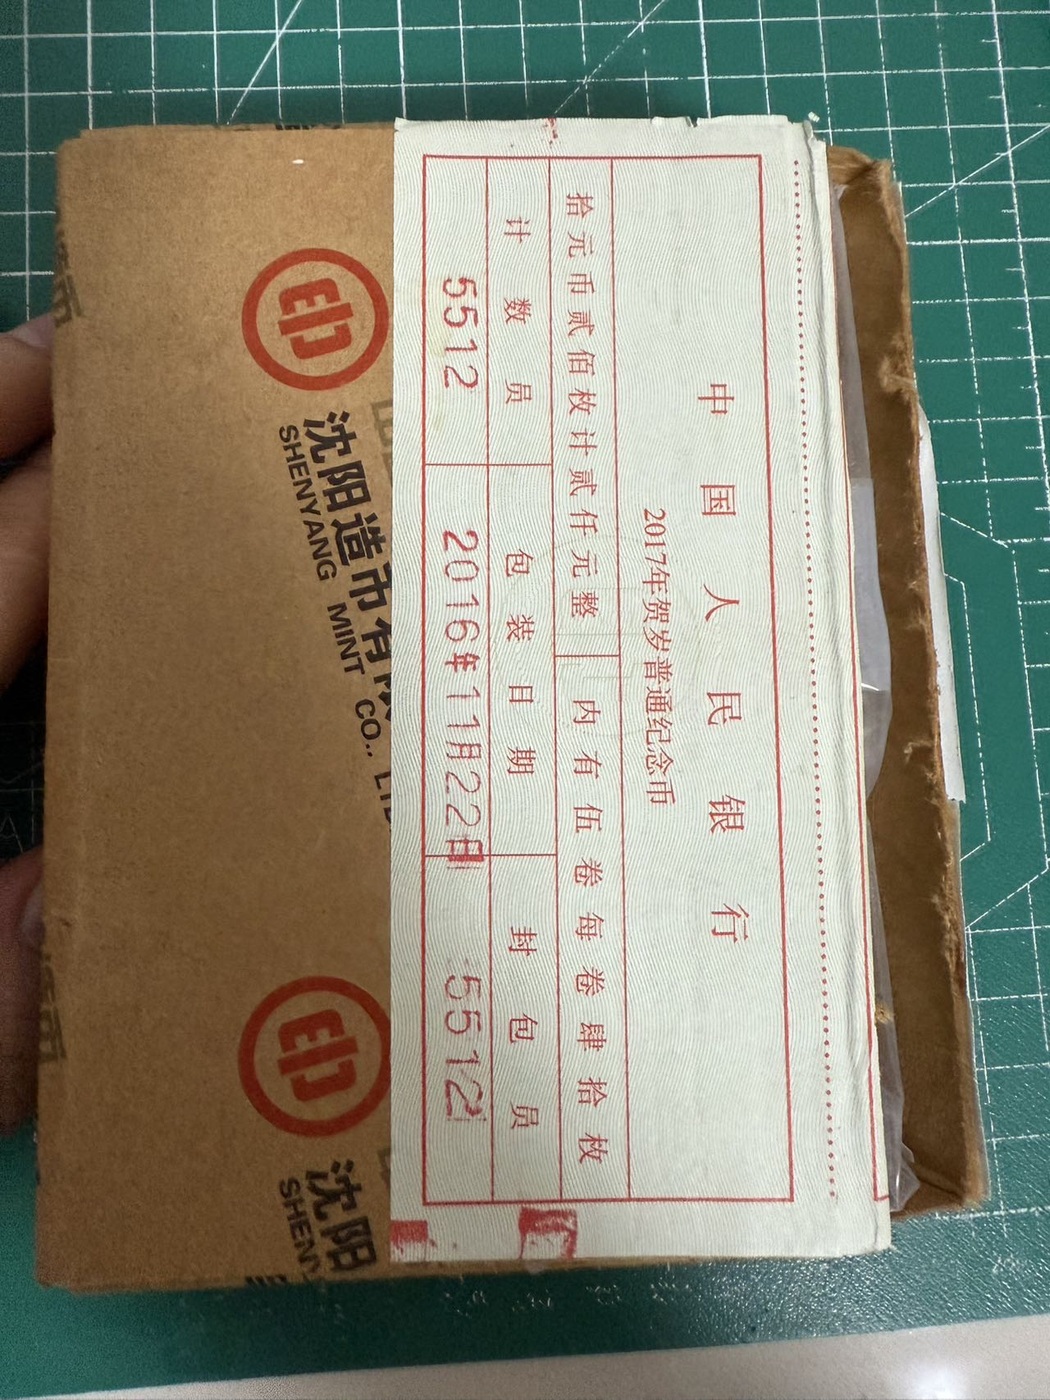 中国人民银行
2017年贺岁普通纪念币
拾元币贰佰枚计贰仟元整 内有伍卷每卷肆拾枚
计数员 包装日期 封包员
5512 2016年11月22日 5512
沈阳造币有
SHENYANG MINT CO., LTD
沈阳
SHENY